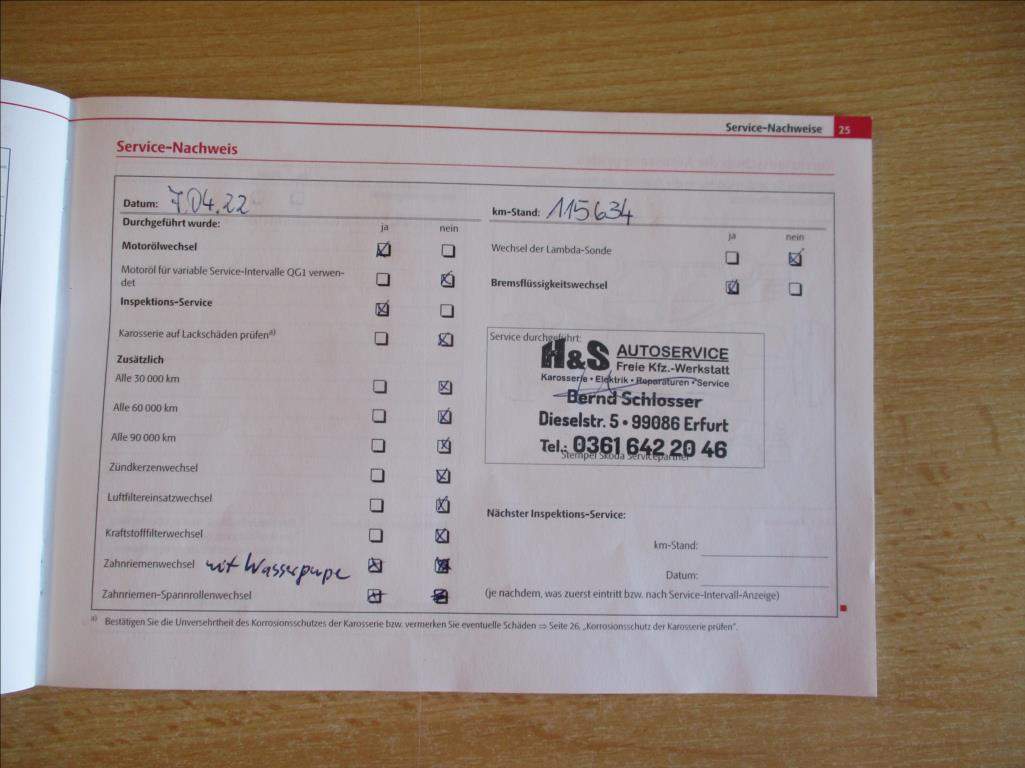 Service-Nachweise 25
Service-Nachweis
Datum: 7.04.22
Durchgeführt wurde:
ja nein
Motorölwechsel
Motoröl für variable Service-Intervalle QG1 verwen-
det
Inspektions-Service
Karosserie auf Lackschäden prüfen a)
Zusätzlich
Alle 30 000 km
Alle 60 000 km
Alle 90 000 km
Zündkerzenwechsel
Luftfiltereinsatzwechsel
Kraftstofffilterwechsel
Zahnriemenwechsel mit Wasserpupe
Zahnriemen-Spannrollenwechsel
km-Stand: 115634
ja nein
Wechsel der Lambda-Sonde
Bremsflüssigkeitswechsel
Service durchgeführt:
H&S AUTOSERVICE
Freie Kfz.-Werkstatt
Karosserie • Elektrik • Reparaturen • Service
Bernd Schlosser
Dieselstr. 5 • 99086 Erfurt
Tel.: 0361 642 20 46
Stempel Škoda Servicepartner
Nächster Inspektions-Service:
km-Stand:
Datum:
(je nachdem, was zuerst eintritt bzw. nach Service-Intervall-Anzeige)
a) Bestätigen Sie die Unversehrtheit des Korrosionsschutzes der Karosserie bzw. vermerken Sie eventuelle Schäden ⇒ Seite 26, „Korrosionsschutz der Karosserie prüfen".